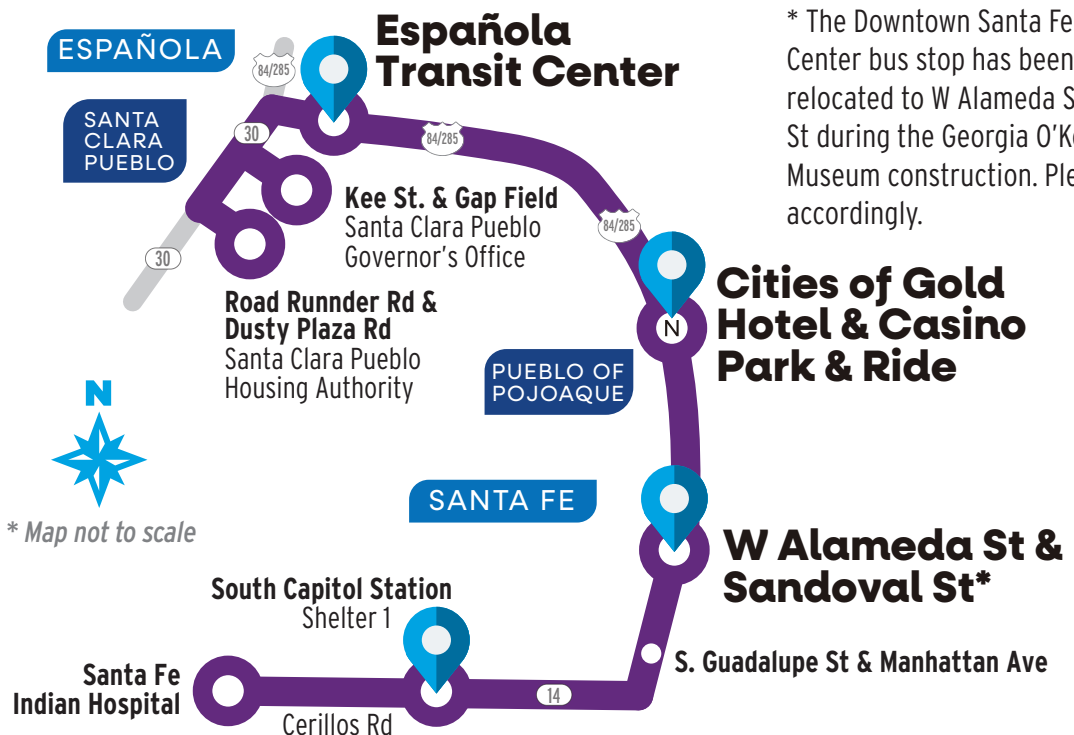 ESPAÑOLA
84/285
Española
Transit Center
* The Downtown Santa Fe
Center bus stop has been
relocated to W Alameda S
St during the Georgia O'Ke
Museum construction. Ple
accordingly.
SANTA
CLARA
PUEBLO
30
84/285
Kee St. & Gap Field
Santa Clara Pueblo
Governor's Office
84/285
30
Road Runnder Rd &
Dusty Plaza Rd
Santa Clara Pueblo
Housing Authority
N
Cities of Gold
Hotel & Casino
Park & Ride
PUEBLO OF
POJOAQUE
N
* Map not to scale
SANTA FE
W Alameda St &
Sandoval St*
South Capitol Station
Shelter 1
S. Guadalupe St & Manhattan Ave
Santa Fe
Indian Hospital
14
Cerillos Rd